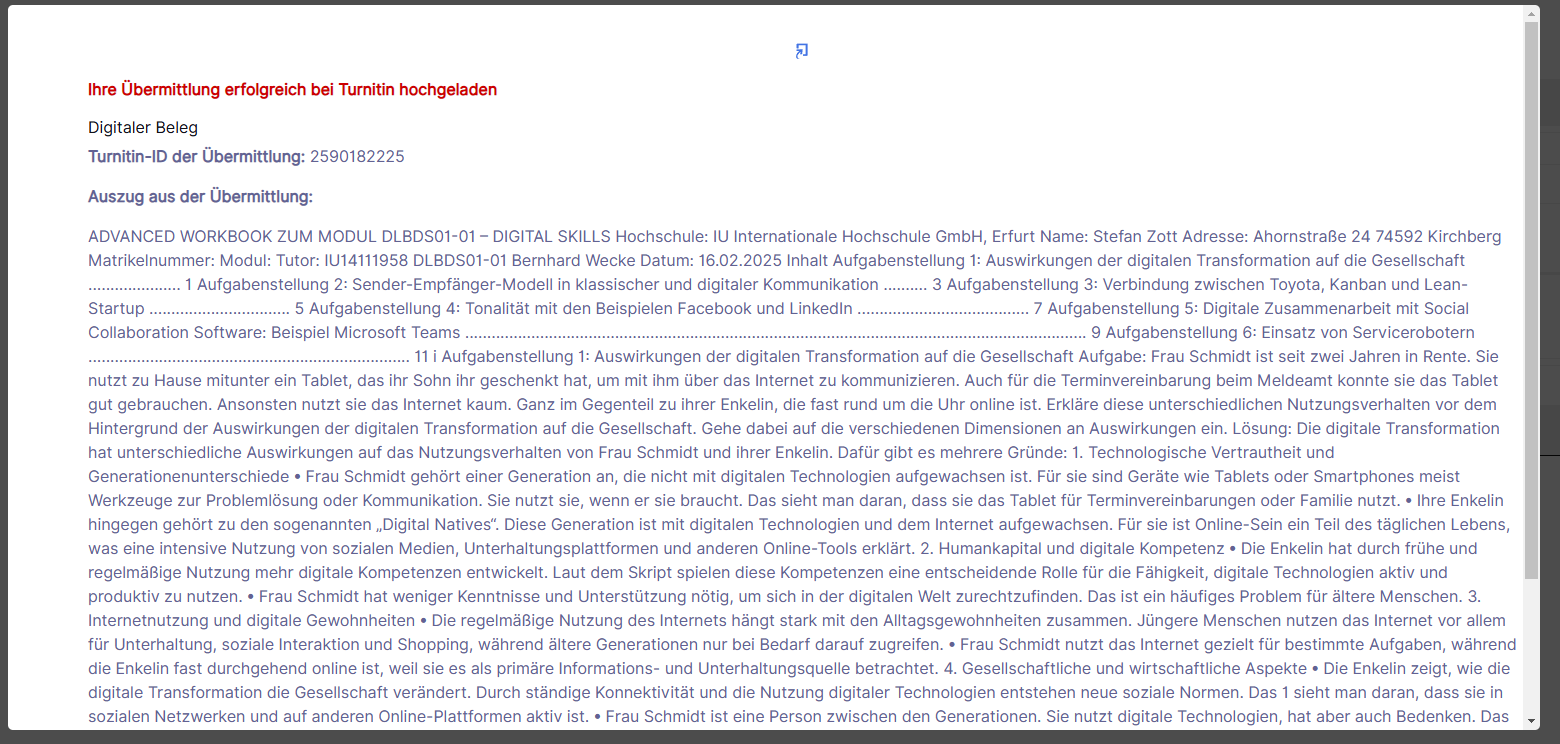 Ihre Übermittlung erfolgreich bei Turnitin hochgeladen
Digitaler Beleg
Turnitin-ID der Übermittlung: 2590182225
Auszug aus der Übermittlung:
ADVANCED WORKBOOK ZUM MODUL DLBDS01-01 – DIGITAL SKILLS Hochschule: IU Internationale Hochschule GmbH, Erfurt Name: Stefan Zott Adresse: Ahornstraße 24 74592 Kirchberg
Matrikelnummer: Modul: Tutor: IU14111958 DLBDS01-01 Bernhard Wecke Datum: 16.02.2025 Inhalt Aufgabenstellung 1: Auswirkungen der digitalen Transformation auf die Gesellschaft
..................... 1 Aufgabenstellung 2: Sender-Empfänger-Modell in klassischer und digitaler Kommunikation .......... 3 Aufgabenstellung 3: Verbindung zwischen Toyota, Kanban und Lean-
Startup ................................ 5 Aufgabenstellung 4: Tonalität mit den Beispielen Facebook und LinkedIn ....................................... 7 Aufgabenstellung 5: Digitale Zusammenarbeit mit Social
Collaboration Software: Beispiel Microsoft Teams ............................................................................................................................................ 9 Aufgabenstellung 6: Einsatz von Servicerobotern
......................................................................... 11 i Aufgabenstellung 1: Auswirkungen der digitalen Transformation auf die Gesellschaft Aufgabe: Frau Schmidt ist seit zwei Jahren in Rente. Sie
nutzt zu Hause mitunter ein Tablet, das ihr Sohn ihr geschenkt hat, um mit ihm über das Internet zu kommunizieren. Auch für die Terminvereinbarung beim Meldeamt konnte sie das Tablet
gut gebrauchen. Ansonsten nutzt sie das Internet kaum. Ganz im Gegenteil zu ihrer Enkelin, die fast rund um die Uhr online ist. Erkläre diese unterschiedlichen Nutzungsverhalten vor dem
Hintergrund der Auswirkungen der digitalen Transformation auf die Gesellschaft. Gehe dabei auf die verschiedenen Dimensionen an Auswirkungen ein. Lösung: Die digitale Transformation
hat unterschiedliche Auswirkungen auf das Nutzungsverhalten von Frau Schmidt und ihrer Enkelin. Dafür gibt es mehrere Gründe: 1. Technologische Vertrautheit und
Generationenunterschiede • Frau Schmidt gehört einer Generation an, die nicht mit digitalen Technologien aufgewachsen ist. Für sie sind Geräte wie Tablets oder Smartphones meist
Werkzeuge zur Problemlösung oder Kommunikation. Sie nutzt sie, wenn er sie braucht. Das sieht man daran, dass sie das Tablet für Terminvereinbarungen oder Familie nutzt. • Ihre Enkelin
hingegen gehört zu den sogenannten „Digital Natives“. Diese Generation ist mit digitalen Technologien und dem Internet aufgewachsen. Für sie ist Online-Sein ein Teil des täglichen Lebens,
was eine intensive Nutzung von sozialen Medien, Unterhaltungsplattformen und anderen Online-Tools erklärt. 2. Humankapital und digitale Kompetenz • Die Enkelin hat durch frühe und
regelmäßige Nutzung mehr digitale Kompetenzen entwickelt. Laut dem Skript spielen diese Kompetenzen eine entscheidende Rolle für die Fähigkeit, digitale Technologien aktiv und
produktiv zu nutzen. • Frau Schmidt hat weniger Kenntnisse und Unterstützung nötig, um sich in der digitalen Welt zurechtzufinden. Das ist ein häufiges Problem für ältere Menschen. 3.
Internetnutzung und digitale Gewohnheiten • Die regelmäßige Nutzung des Internets hängt stark mit den Alltagsgewohnheiten zusammen. Jüngere Menschen nutzen das Internet vor allem
für Unterhaltung, soziale Interaktion und Shopping, während ältere Generationen nur bei Bedarf darauf zugreifen. • Frau Schmidt nutzt das Internet gezielt für bestimmte Aufgaben, während
die Enkelin fast durchgehend online ist, weil sie es als primäre Informations- und Unterhaltungsquelle betrachtet. 4. Gesellschaftliche und wirtschaftliche Aspekte • Die Enkelin zeigt, wie die
digitale Transformation die Gesellschaft verändert. Durch ständige Konnektivität und die Nutzung digitaler Technologien entstehen neue soziale Normen. Das 1 sieht man daran, dass sie in
sozialen Netzwerken und auf anderen Online-Plattformen aktiv ist. • Frau Schmidt ist eine Person zwischen den Generationen. Sie nutzt digitale Technologien, hat aber auch Bedenken. Das